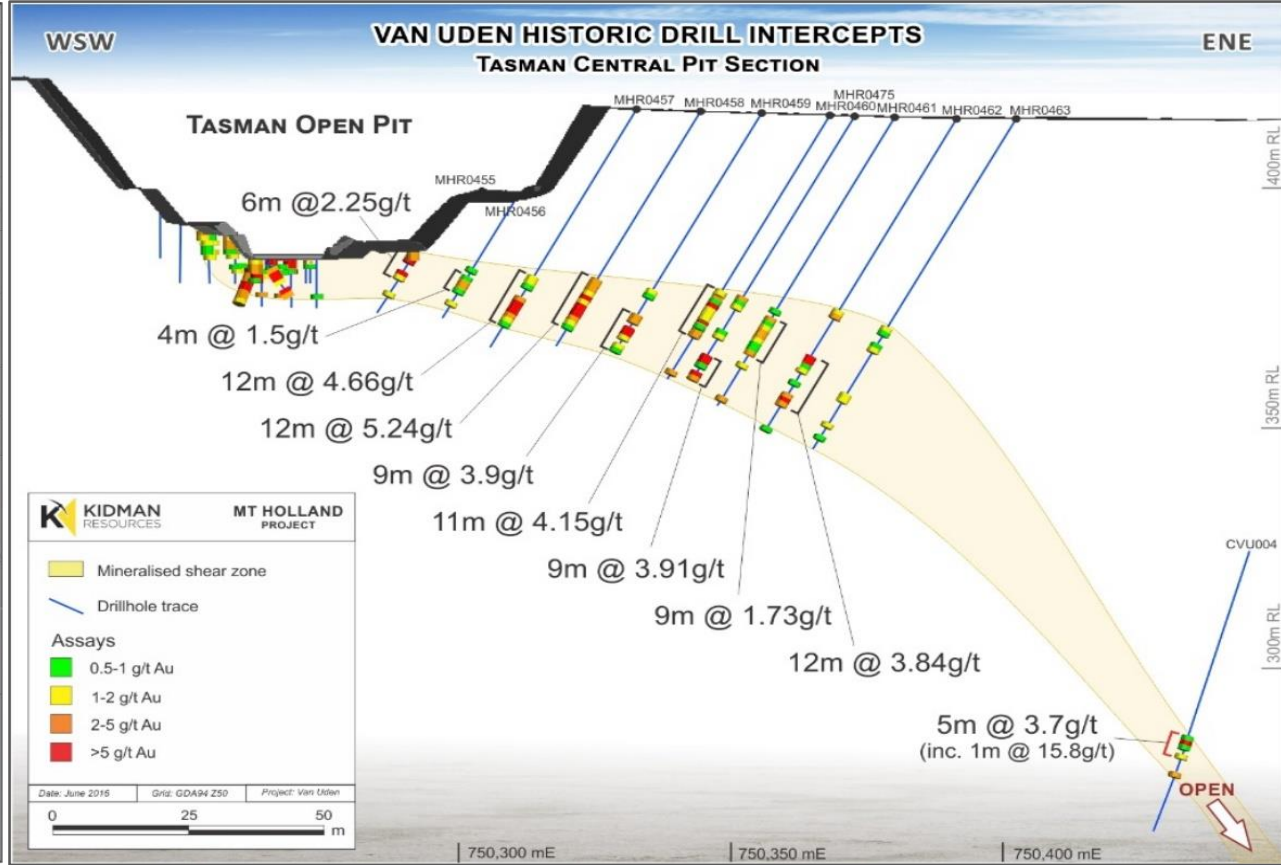 WSW
VAN UDEN HISTORIC DRILL INTERCEPTS
TASMAN CENTRAL PIT SECTION
ENE
TASMAN OPEN PIT
MHR0455
MHR0456
MHR0457
MHR0458
MHR0459
MHR0475
MHR0460
MHR0461
MHR0462
MHR0463
400m RL
350m RL
300m RL
6m @2.25g/t
4m @ 1.5g/t
12m @ 4.66g/t
12m @ 5.24g/t
9m @ 3.9g/t
11m @ 4.15g/t
9m @ 3.91g/t
9m @ 1.73g/t
12m @ 3.84g/t
CVU004
5m @ 3.7g/t
(inc. 1m @ 15.8g/t)
OPEN
K KIDMAN
RESOURCES
MT HOLLAND
PROJECT
Mineralised shear zone
Drillhole trace
Assays
0.5-1 g/t Au
1-2 g/t Au
2-5 g/t Au
>5 g/t Au
Date: June 2016 Grid: GDA94 Z50 Project: Van Uden
0 25 50
m
750,300 mE 750,350 mE 750,400 mE